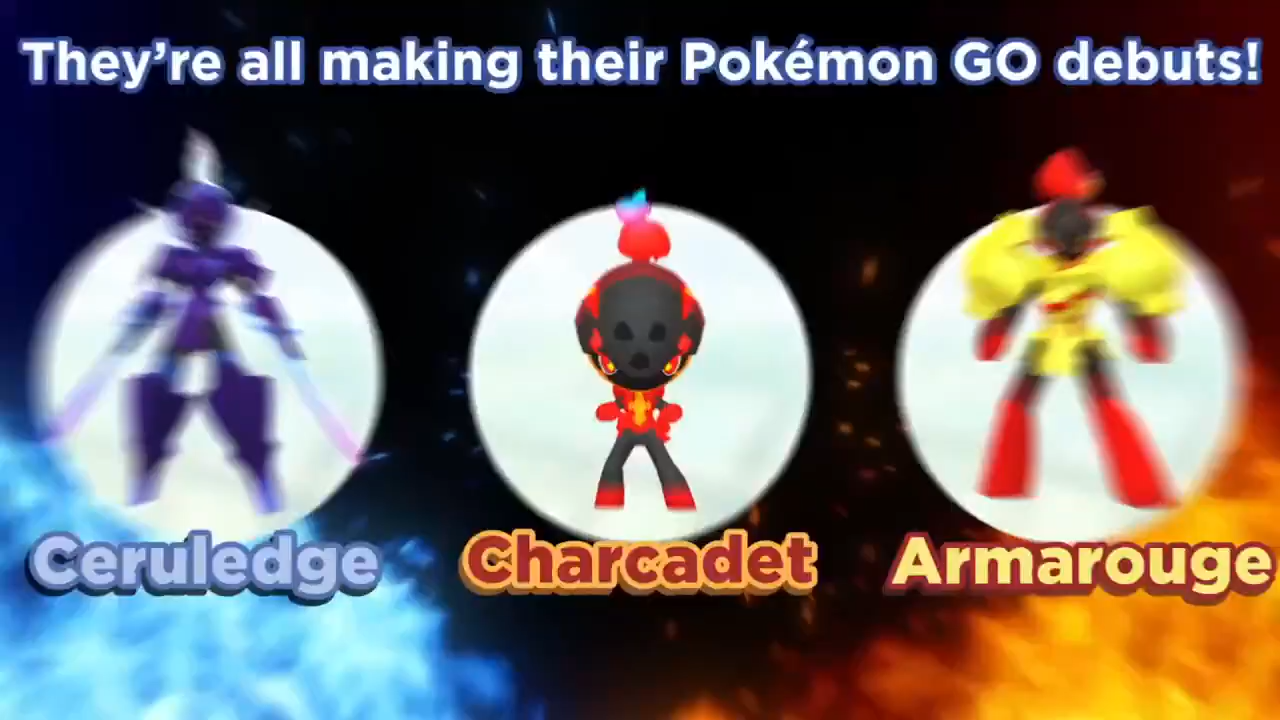 They’re all making their Pokémon GO debuts!
Ceruledge
Charcadet
Armarouge